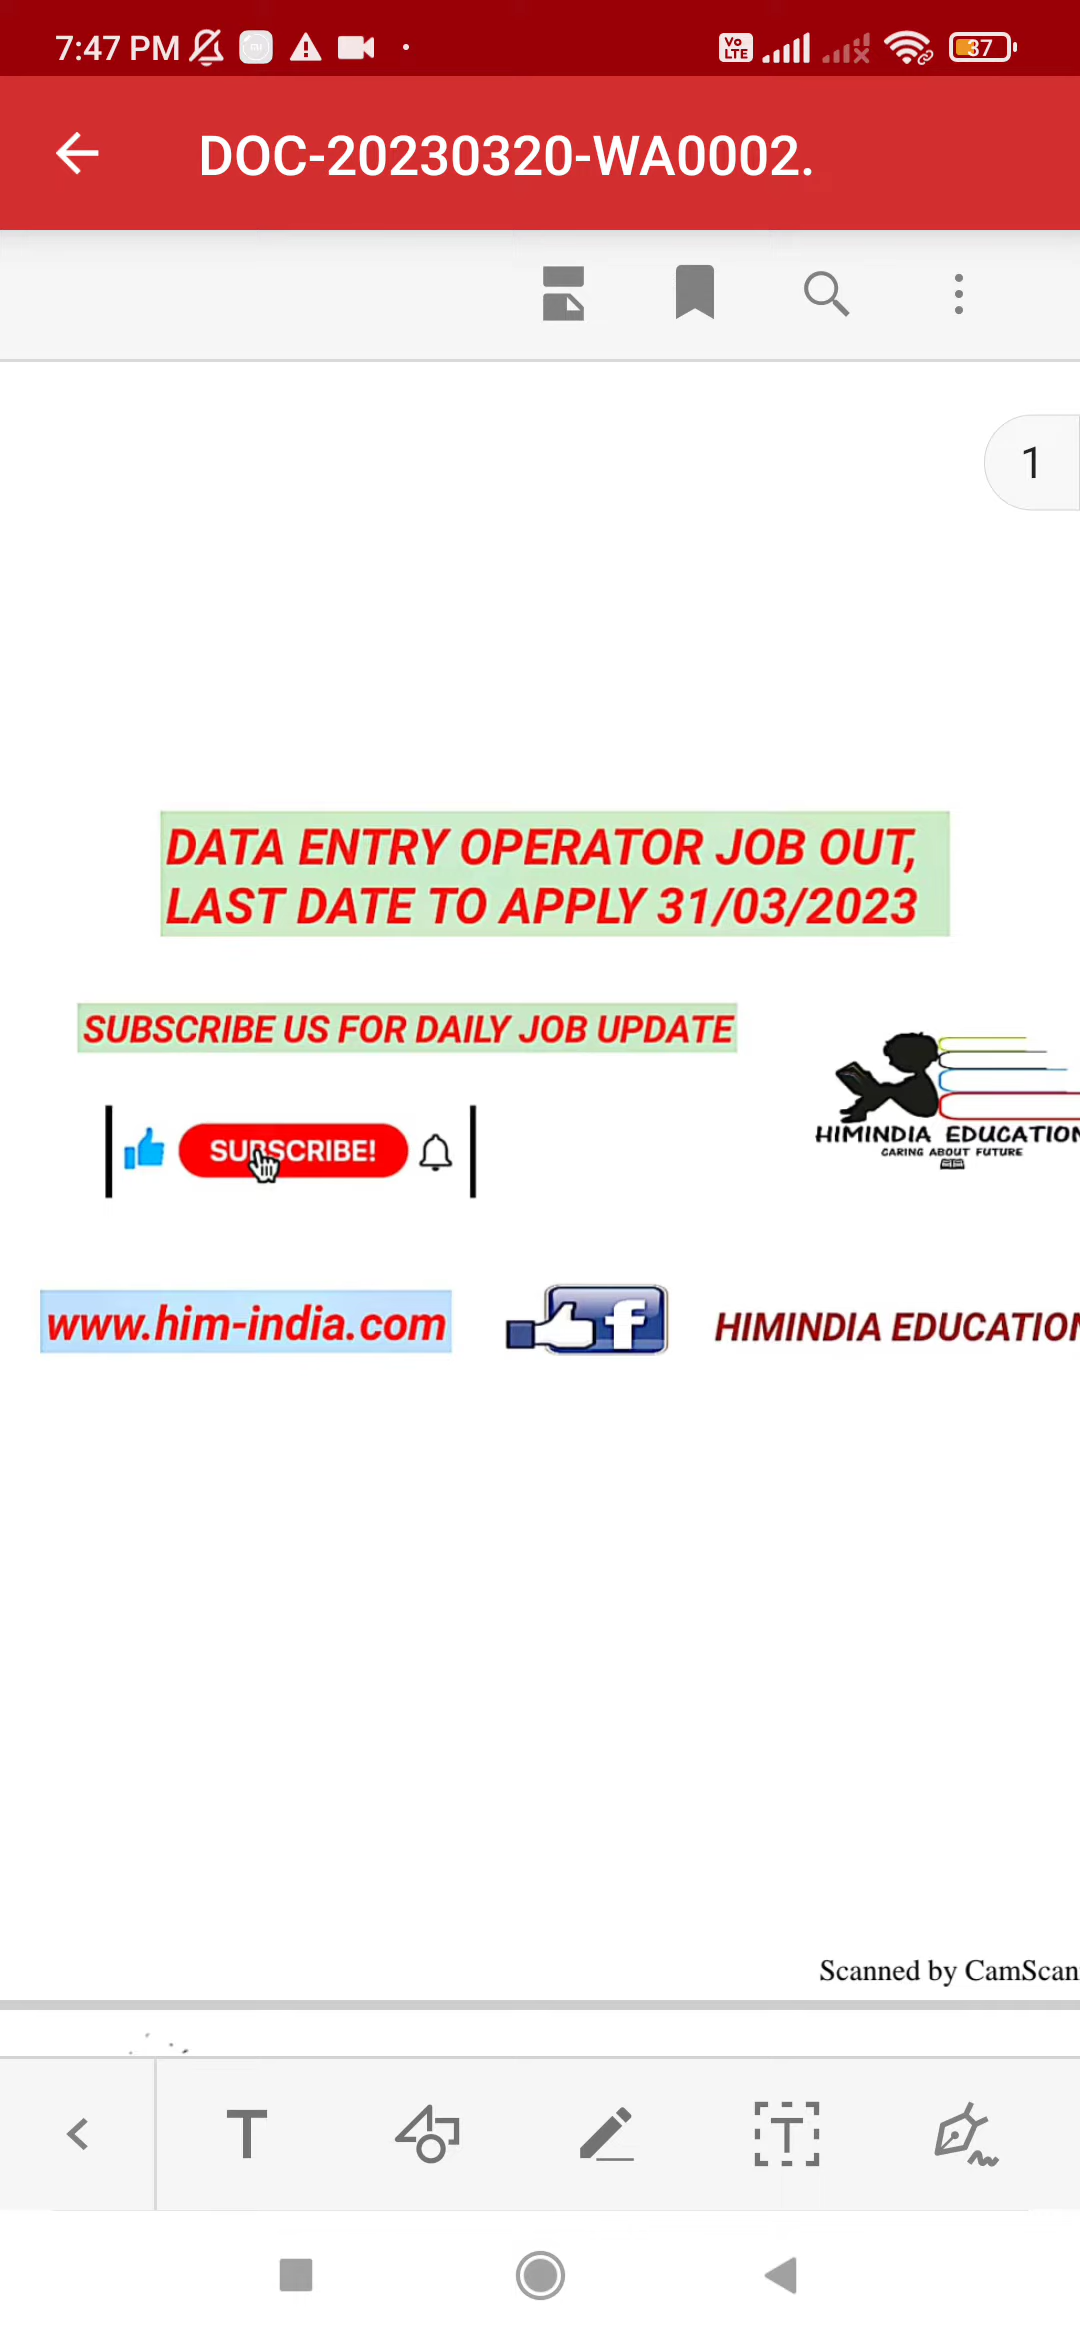 7:47 PM
Vo LTE
37
DOC-20230320-WA0002.
1
DATA ENTRY OPERATOR JOB OUT,
LAST DATE TO APPLY 31/03/2023
SUBSCRIBE US FOR DAILY JOB UPDATE
SUBSCRIBE!
HIMINDIA EDUCATION
CARING ABOUT FUTURE
www.him-india.com
f
HIMINDIA EDUCATION
Scanned by CamScan
T
T